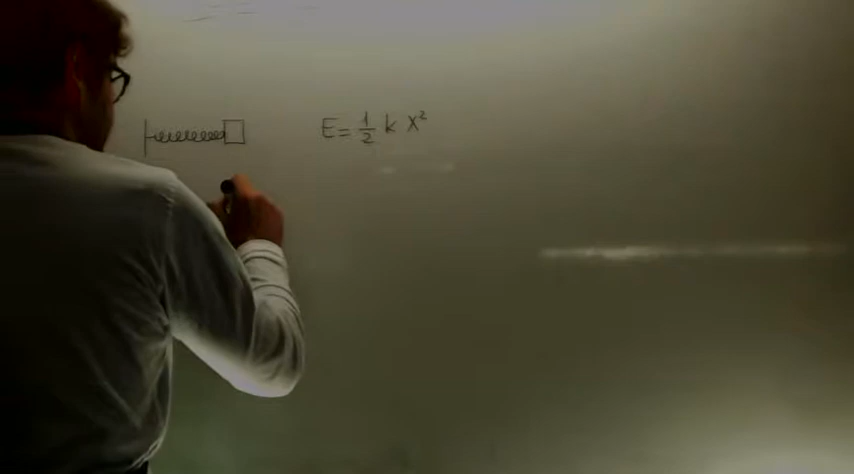 E = 1/2 k x²